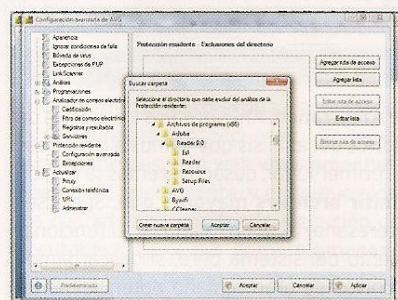 Configuración avanzada de AVG
Apariencia
Ignorar condiciones de falla
Bóveda de virus
Excepciones de PUP
LinkScanner
Análisis
Programaciones
Analizador de correo electrónico
Certificación
Filtro de correo electrónico
Registros y resultados
Servidores
Protección residente
Configuración avanzada
Excepciones
Actualizar
Proxy
Conexión telefónica
URL
Administrar
Protección residente - Exclusiones del directorio
Agregar ruta de acceso
Agregar lista
Editar ruta de acceso
Editar lista
Eliminar ruta de acceso
Buscar carpeta
Seleccione el directorio que debe excluir del análisis de la
Protección residente:
Archivos de programa (x86)
Adobe
Reader 9.0
Esl
Reader
Resource
Setup Files
AVG
Bywifi
CCleaner
Crear nueva carpeta
Aceptar
Cancelar
Predeterminado
Aceptar
Cancelar
Aplicar